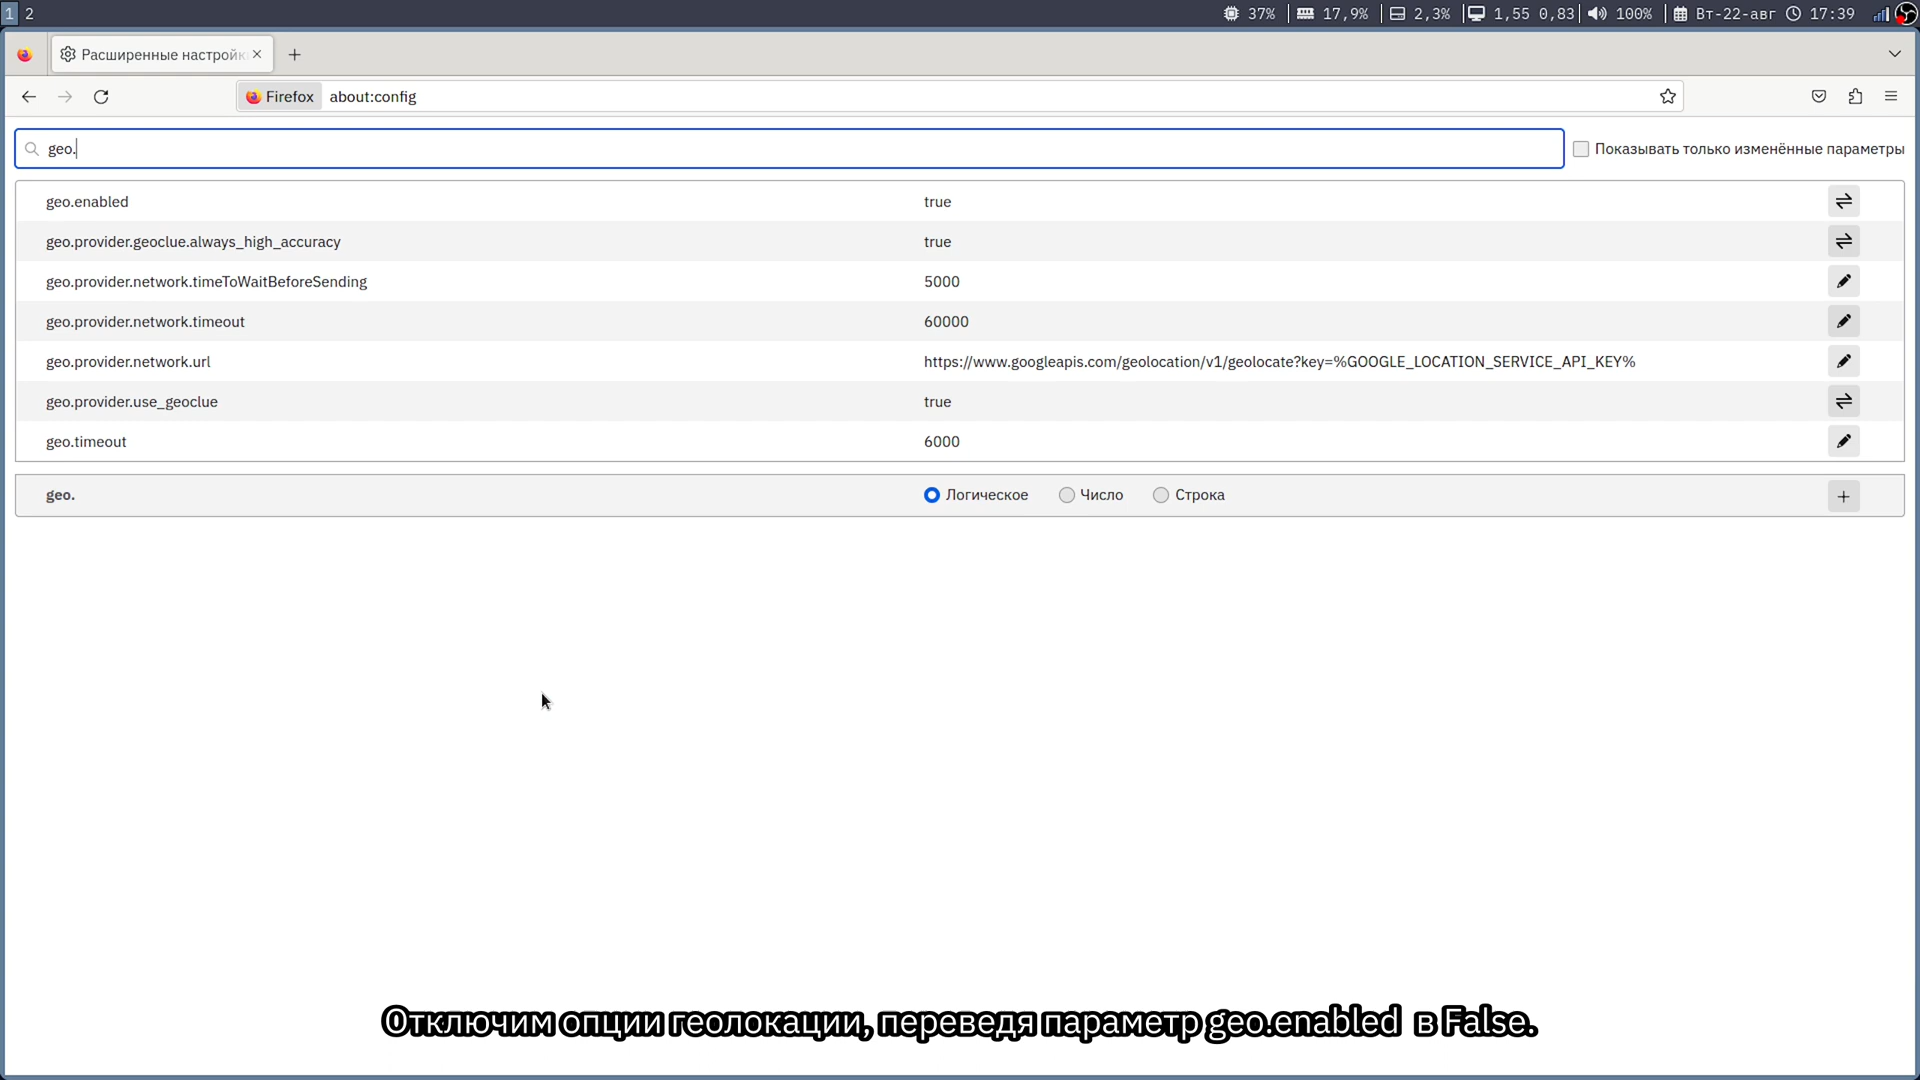 1 2 37% 17,9% 2,3% 1,55 0,83 100% Вт-22-авг 17:39
Расширенные настройк
Firefox about:config
geo. Показывать только изменённые параметры
geo.enabled true
geo.provider.geoclue.always_high_accuracy true
geo.provider.network.timeToWaitBeforeSending 5000
geo.provider.network.timeout 60000
geo.provider.network.url https://www.googleapis.com/geolocation/v1/geolocate?key=%GOOGLE_LOCATION_SERVICE_API_KEY%
geo.provider.use_geoclue true
geo.timeout 6000
geo. Логическое Число Строка
Отключим опции геолокации, переведя параметр geo.enabled в False.